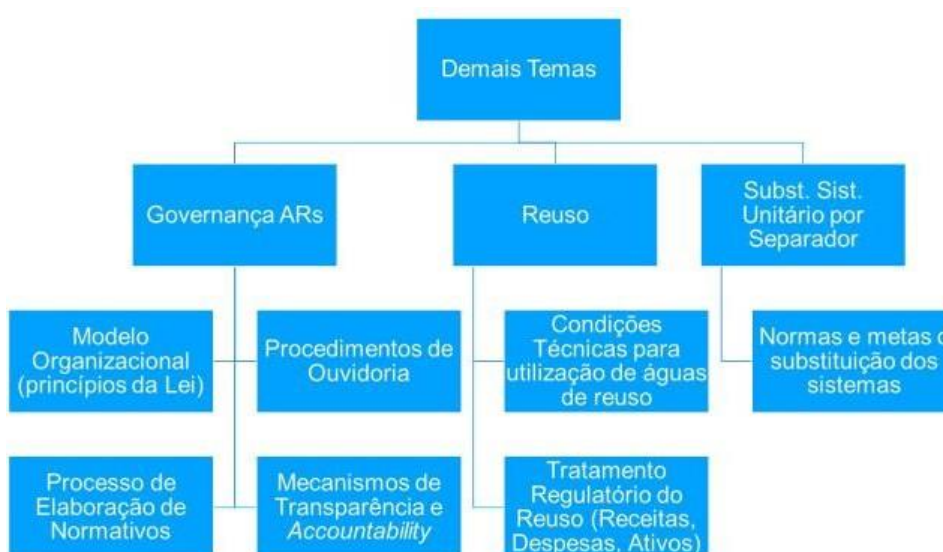 Demais Temas
Governança ARs
Reuso
Subst. Sist.
Unitário por
Separador
Modelo
Organizacional
(princípios da Lei)
Procedimentos de
Ouvidoria
Condições
Técnicas para
utilização de águas
de reuso
Normas e metas
substituição dos
sistemas
Processo de
Elaboração de
Normativos
Mecanismos de
Transparência e
Accountability
Tratamento
Regulatório do
Reuso (Receitas,
Despesas, Ativos)